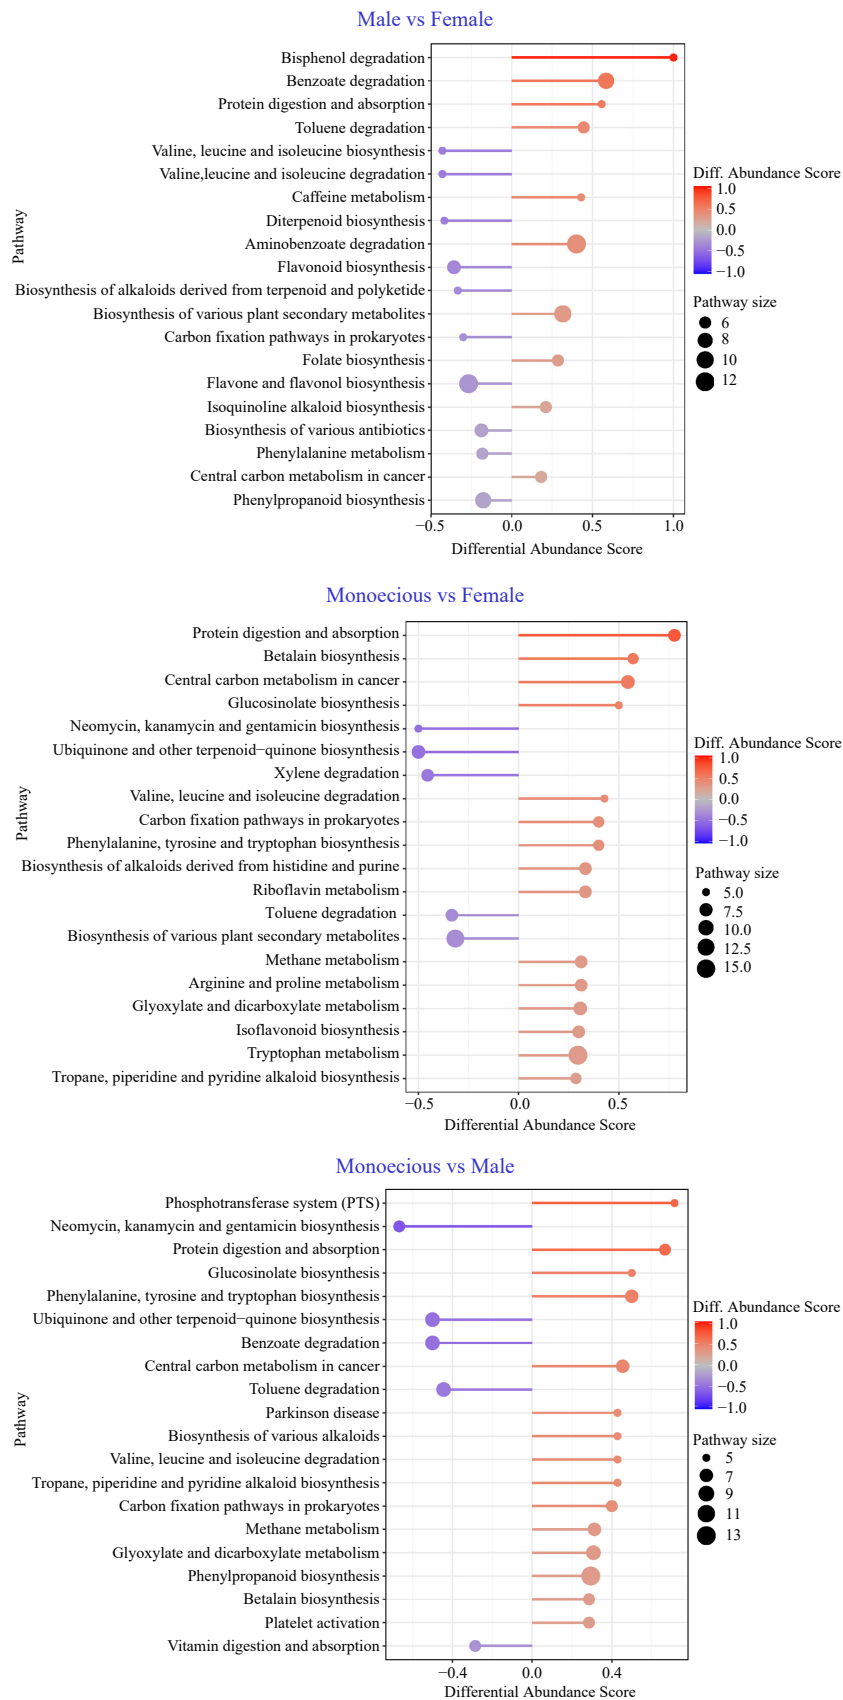 Male vs Female
Pathway
Bisphenol degradation
Benzoate degradation
Protein digestion and absorption
Toluene degradation
Valine, leucine and isoleucine biosynthesis
Valine,leucine and isoleucine degradation
Caffeine metabolism
Diterpenoid biosynthesis
Aminobenzoate degradation
Flavonoid biosynthesis
Biosynthesis of alkaloids derived from terpenoid and polyketide
Biosynthesis of various plant secondary metabolites
Carbon fixation pathways in prokaryotes
Folate biosynthesis
Flavone and flavonol biosynthesis
Isoquinoline alkaloid biosynthesis
Biosynthesis of various antibiotics
Phenylalanine metabolism
Central carbon metabolism in cancer
Phenylpropanoid biosynthesis
−0.5 0.0 0.5 1.0
Differential Abundance Score
Diff. Abundance Score
1.0
0.5
0.0
−0.5
−1.0
Pathway size
6
8
10
12
Monoecious vs Female
Pathway
Protein digestion and absorption
Betalain biosynthesis
Central carbon metabolism in cancer
Glucosinolate biosynthesis
Neomycin, kanamycin and gentamicin biosynthesis
Ubiquinone and other terpenoid−quinone biosynthesis
Xylene degradation
Valine, leucine and isoleucine degradation
Carbon fixation pathways in prokaryotes
Phenylalanine, tyrosine and tryptophan biosynthesis
Biosynthesis of alkaloids derived from histidine and purine
Riboflavin metabolism
Toluene degradation
Biosynthesis of various plant secondary metabolites
Methane metabolism
Arginine and proline metabolism
Glyoxylate and dicarboxylate metabolism
Isoflavonoid biosynthesis
Tryptophan metabolism
Tropane, piperidine and pyridine alkaloid biosynthesis
−0.5 0.0 0.5
Differential Abundance Score
Diff. Abundance Score
1.0
0.5
0.0
−0.5
−1.0
Pathway size
5.0
7.5
10.0
12.5
15.0
Monoecious vs Male
Pathway
Phosphotransferase system (PTS)
Neomycin, kanamycin and gentamicin biosynthesis
Protein digestion and absorption
Glucosinolate biosynthesis
Phenylalanine, tyrosine and tryptophan biosynthesis
Ubiquinone and other terpenoid−quinone biosynthesis
Benzoate degradation
Central carbon metabolism in cancer
Toluene degradation
Parkinson disease
Biosynthesis of various alkaloids
Valine, leucine and isoleucine degradation
Tropane, piperidine and pyridine alkaloid biosynthesis
Carbon fixation pathways in prokaryotes
Methane metabolism
Glyoxylate and dicarboxylate metabolism
Phenylpropanoid biosynthesis
Betalain biosynthesis
Platelet activation
Vitamin digestion and absorption
−0.4 0.0 0.4
Differential Abundance Score
Diff. Abundance Score
1.0
0.5
0.0
−0.5
−1.0
Pathway size
5
7
9
11
13